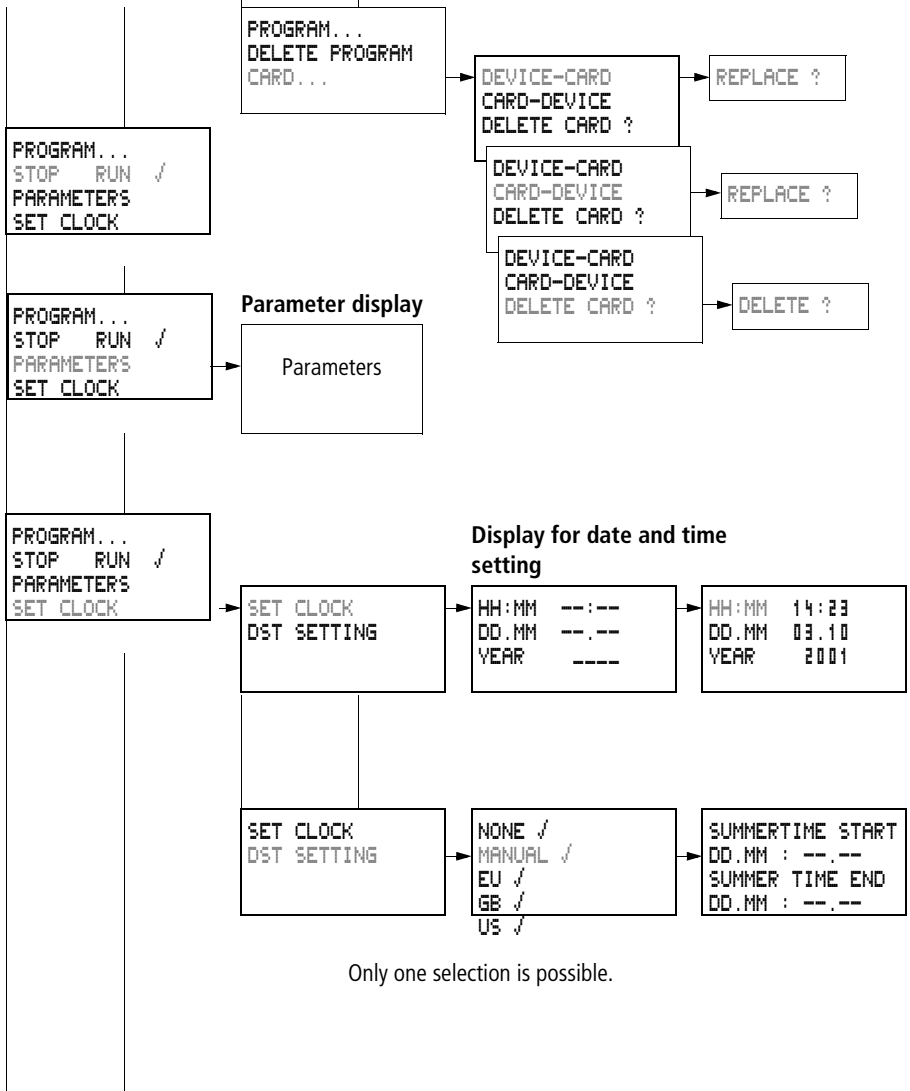 PROGRAM...
DELETE PROGRAM
CARD...
DEVICE-CARD
CARD-DEVICE
DELETE CARD ?
REPLACE ?
DEVICE-CARD
CARD-DEVICE
DELETE CARD ?
REPLACE ?
DEVICE-CARD
CARD-DEVICE
DELETE CARD ?
DELETE ?
PROGRAM...
STOP RUN √
PARAMETERS
SET CLOCK
PROGRAM...
STOP RUN √
PARAMETERS
SET CLOCK
Parameter display
Parameters
PROGRAM...
STOP RUN √
PARAMETERS
SET CLOCK
SET CLOCK
DST SETTING
Display for date and time
setting
HH:MM --:--
DD.MM --.--
YEAR ____
HH:MM 14:23
DD.MM 03.10
YEAR 2001
SET CLOCK
DST SETTING
NONE √
MANUAL √
EU √
GB √
US √
SUMMERTIME START
DD.MM : --.--
SUMMER TIME END
DD.MM : --.--
Only one selection is possible.